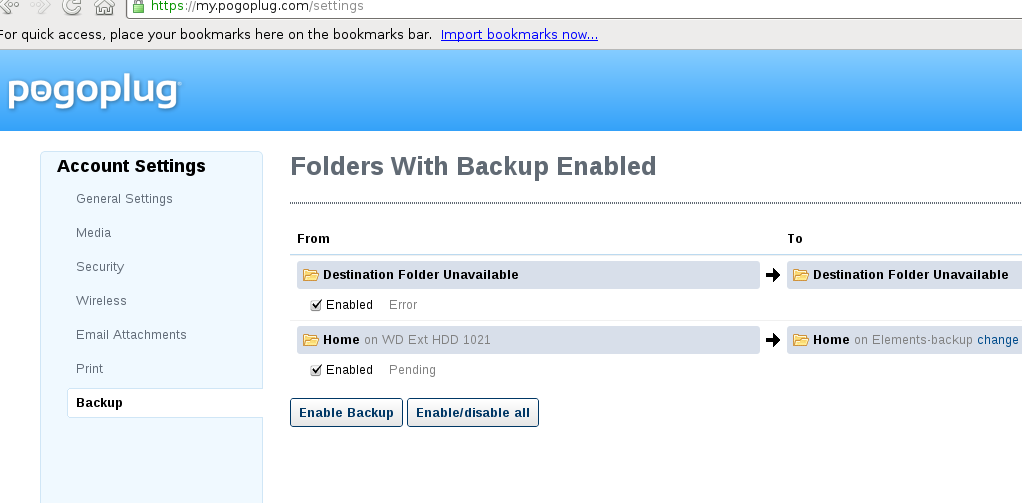 https://my.pogoplug.com/settings
For quick access, place your bookmarks here on the bookmarks bar. Import bookmarks now...
pogoplug
Account Settings
General Settings
Media
Security
Wireless
Email Attachments
Print
Backup
Folders With Backup Enabled
From To
Destination Folder Unavailable Destination Folder Unavailable
Enabled Error
Home on WD Ext HDD 1021 Home on Elements-backup change
Enabled Pending
Enable Backup Enable/disable all